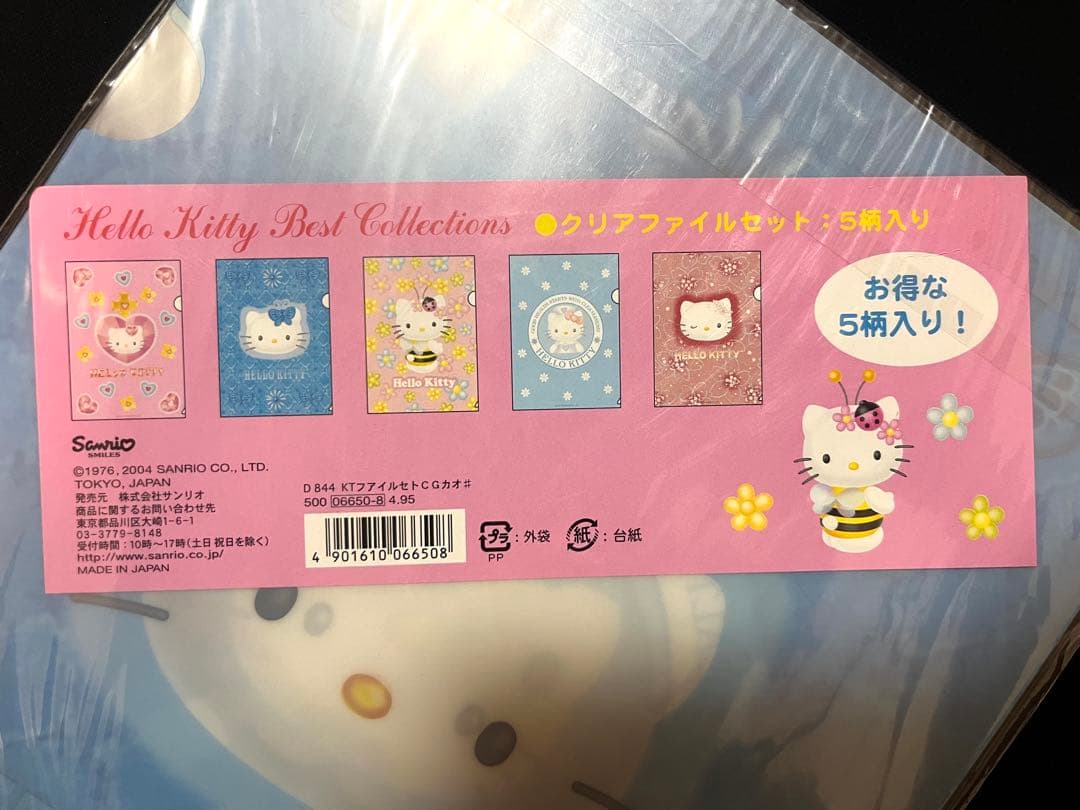 Hello Kitty Best Collections
●クリアファイルセット：5柄入り
HELLO KITTY
HELLO KITTY
Hello Kitty
HELLO KITTY
HELLO KITTY
お得な
5柄入り！
Sanrio
SMILES
©1976, 2004 SANRIO CO., LTD.
TOKYO, JAPAN
発売元 株式会社サンリオ
商品に関するお問い合わせ先
東京都品川区大崎1-6-1
03-3779-8148
受付時間：10時～17時(土日祝日を除く)
http://www.sanrio.co.jp/
MADE IN JAPAN
D 844 KTファイルセトCGカオ♯
500 06650-8 4.95
4 901610 066508
プラ：外袋
PP
紙：台紙